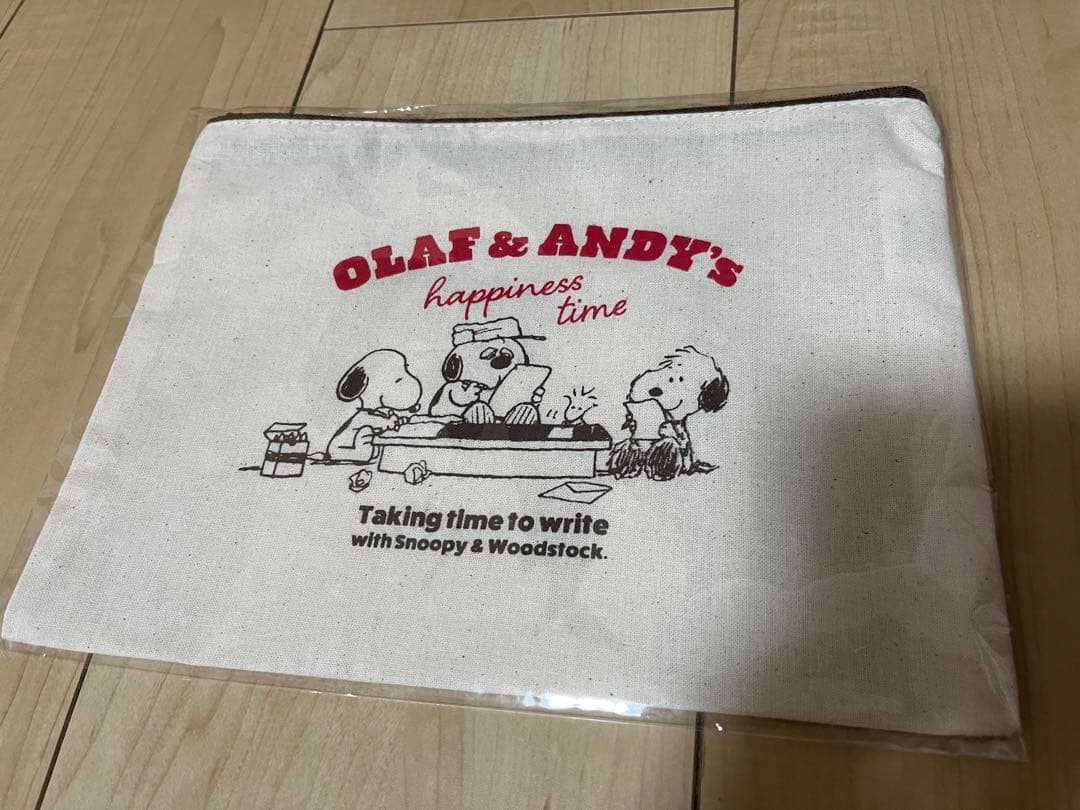 OLAF & ANDY'S
happiness
time
Taking time to write
with Snoopy & Woodstock.